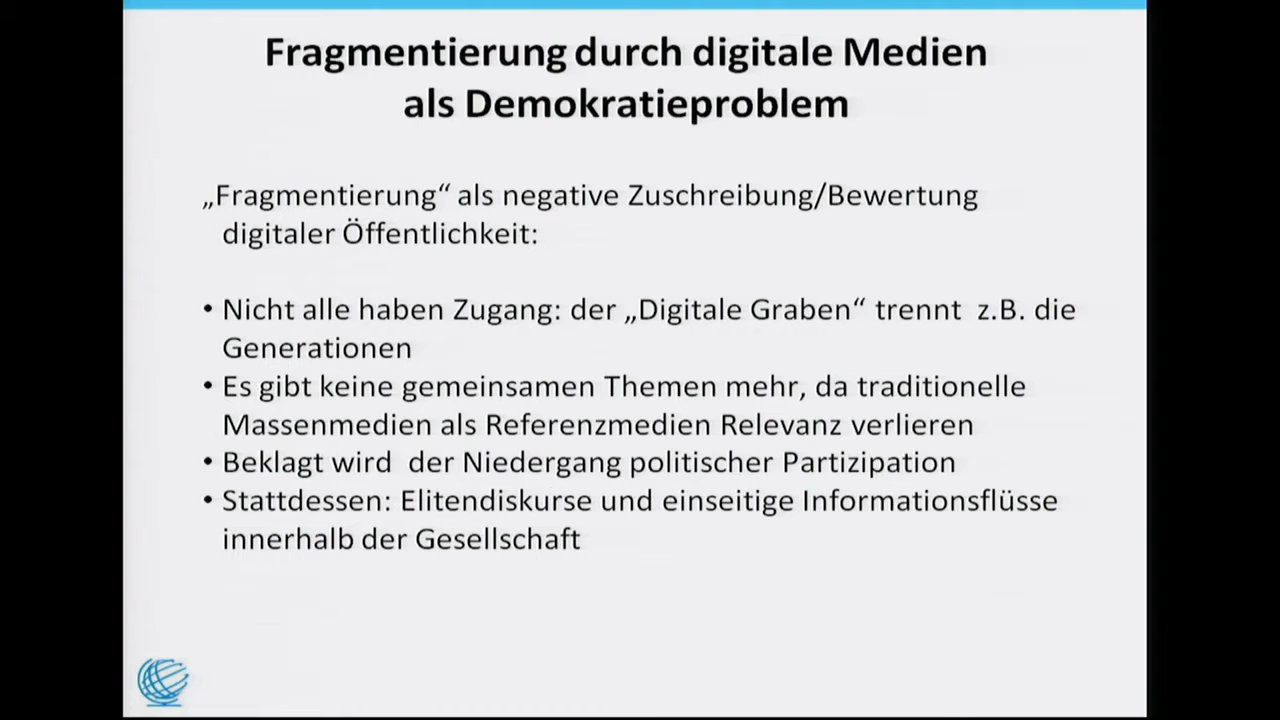 Fragmentierung durch digitale Medien
als Demokratieproblem
„Fragmentierung“ als negative Zuschreibung/Bewertung
digitaler Öffentlichkeit:
• Nicht alle haben Zugang: der „Digitale Graben“ trennt z.B. die
Generationen
• Es gibt keine gemeinsamen Themen mehr, da traditionelle
Massenmedien als Referenzmedien Relevanz verlieren
• Beklagt wird der Niedergang politischer Partizipation
• Stattdessen: Elitendiskurse und einseitige Informationsflüsse
innerhalb der Gesellschaft